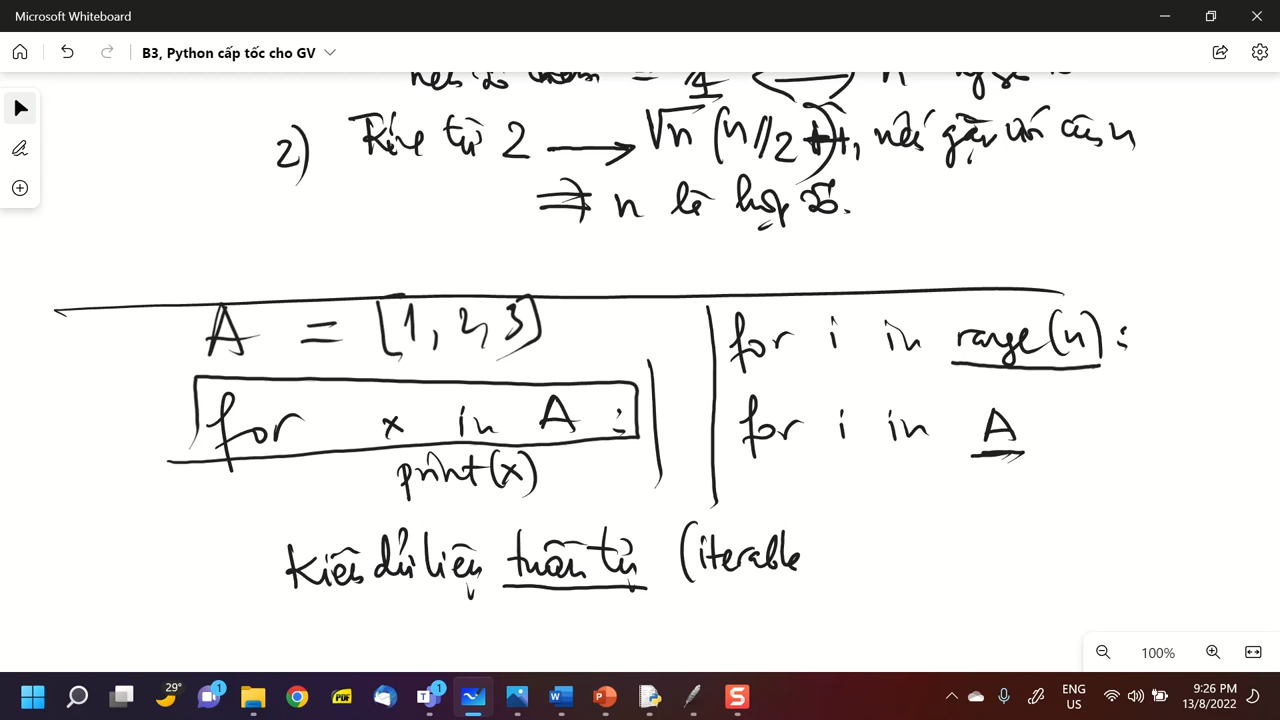 Microsoft Whiteboard
B3, Python cấp tốc cho GV
2) từ 2 → √n (n//2 +1), nếu gặp ước của n
⇒ n là hợp số.
A = [1, 2, 3]
for x in A:
print(x)
for i in range(n):
for i in A
Kiểu dữ liệu tuần tự (iterable
100%
29°
1
1
ENG
US
9:26 PM
13/8/2022